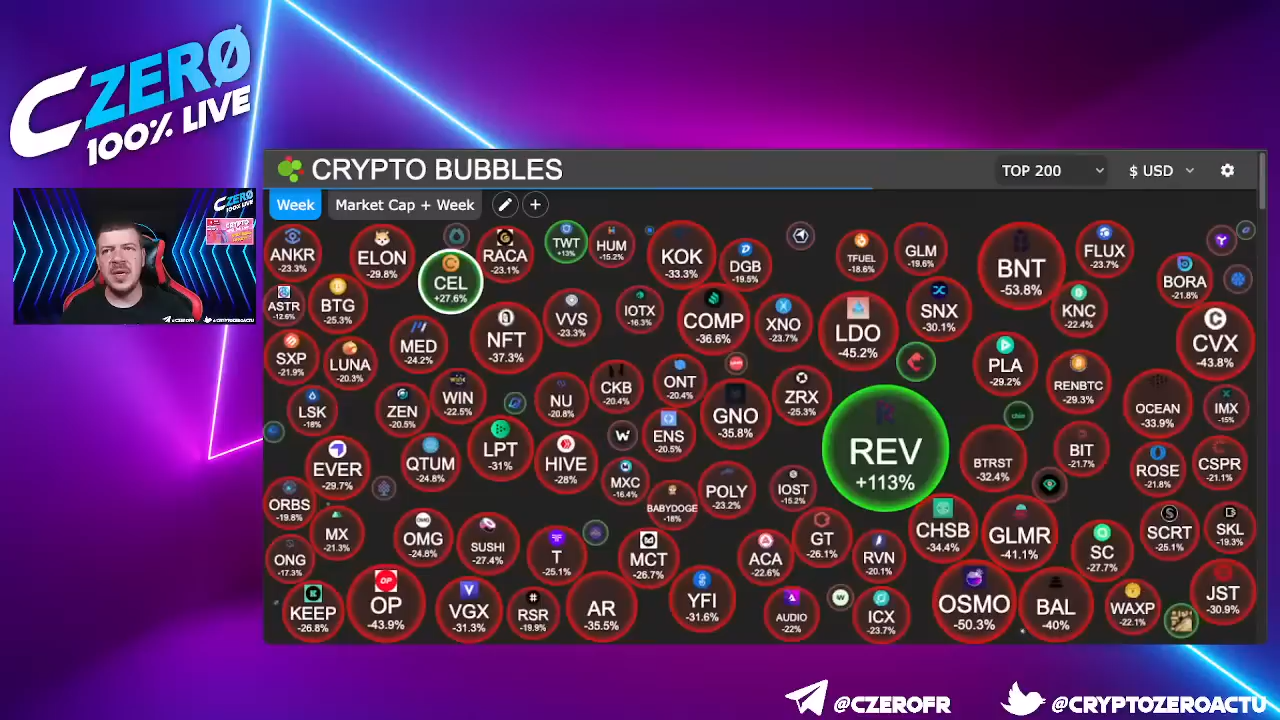 CZERØ
100% LIVE
CRYPTO BUBBLES
TOP 200
$ USD
Week
Market Cap + Week
ANKR
-23.3%
ELON
-29.8%
CEL
+27.6%
RACA
-23.1%
TWT
+13%
HUM
-15.2%
KOK
-33.3%
DGB
-19.5%
TFUEL
-18.6%
GLM
-19.6%
BNT
-53.8%
FLUX
-23.7%
BORA
-21.8%
ASTR
-12.6%
BTG
-25.3%
MED
-24.2%
NFT
-37.3%
VVS
-23.3%
IOTX
-16.3%
COMP
-36.6%
XNO
-23.7%
LDO
-45.2%
SNX
-30.1%
KNC
-22.4%
CVX
-43.8%
SXP
-21.9%
LUNA
-20.3%
PLA
-29.2%
RENBTC
-29.3%
LSK
-18%
ZEN
-20.5%
WIN
-22.5%
NU
-20.8%
CKB
-20.4%
ONT
-20.4%
ENS
-20.5%
GNO
-35.8%
ZRX
-25.3%
REV
+113%
OCEAN
-33.9%
IMX
-15%
EVER
-29.7%
QTUM
-24.8%
LPT
-31%
HIVE
-28%
MXC
-16.4%
BABYDOGE
-18%
POLY
-23.2%
IOST
-15.2%
BTRST
-32.4%
BIT
-21.7%
ROSE
-21.8%
CSPR
-21.1%
ORBS
-19.8%
MX
-21.3%
ONG
-17.3%
OMG
-24.8%
SUSHI
-27.4%
T
-25.1%
MCT
-26.7%
ACA
-22.6%
GT
-26.1%
RVN
-20.1%
CHSB
-34.4%
GLMR
-41.1%
SC
-27.7%
SCRT
-25.1%
SKL
-19.3%
KEEP
-26.8%
OP
-43.9%
VGX
-31.3%
RSR
-19.9%
AR
-35.5%
YFI
-31.6%
AUDIO
-22%
ICX
-23.7%
OSMO
-50.3%
BAL
-40%
WAXP
-22.1%
JST
-30.9%
@CZEROFR
@CRYPTOZEROACTU